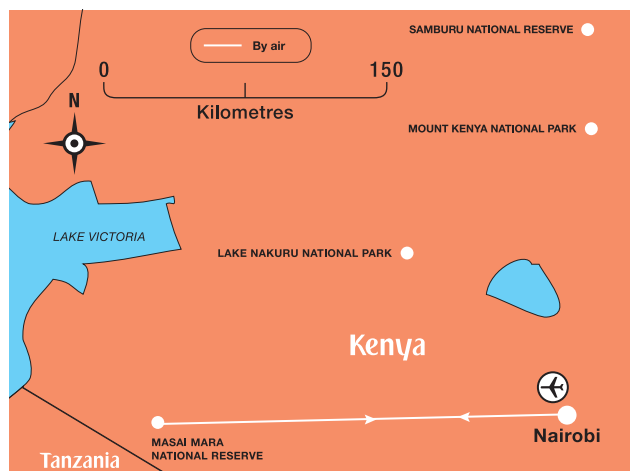 SAMBURU NATIONAL RESERVE
By air
0 150
Kilometres
N
MOUNT KENYA NATIONAL PARK
LAKE VICTORIA
LAKE NAKURU NATIONAL PARK
Kenya
Nairobi
MASAI MARA
NATIONAL RESERVE
Tanzania